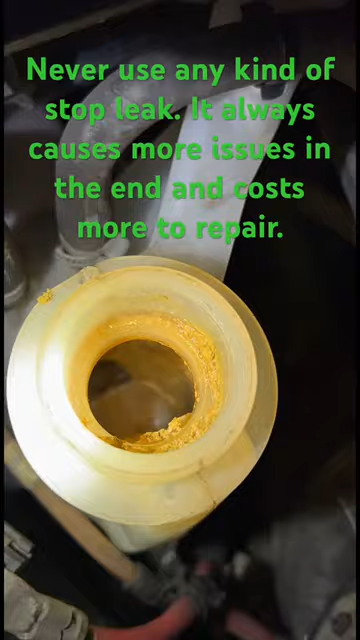 Never use any kind of
stop leak. It always
causes more issues in
the end and costs
more to repair.